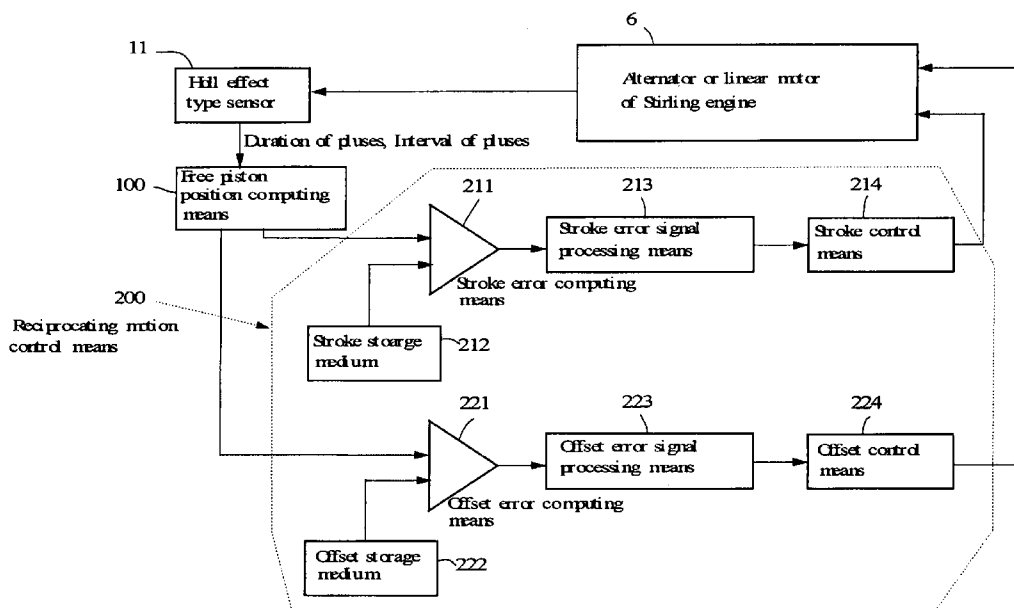 6
11
Hall effect
type sensor
Alternator or linear motor
of Stirling engine
Duration of pluses, Interval of pluses
100
Free piston
position computing
means
211
213
214
Stroke error signal
processing means
Stroke control
means
Stroke error computing
means
200
Reciprocating motion
control means
Stroke stoarge
medium
212
221
223
224
Offset error signal
processing means
Offset control
means
Offset error computing
means
Offset storage
medium
222